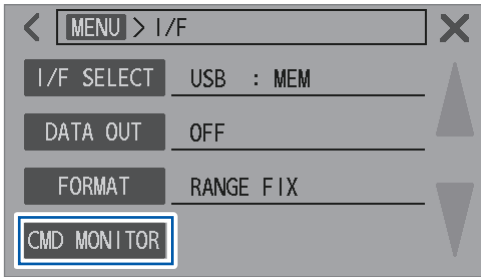 MENU > I/F
I/F SELECT USB : MEM
DATA OUT OFF
FORMAT RANGE FIX
CMD MONITOR